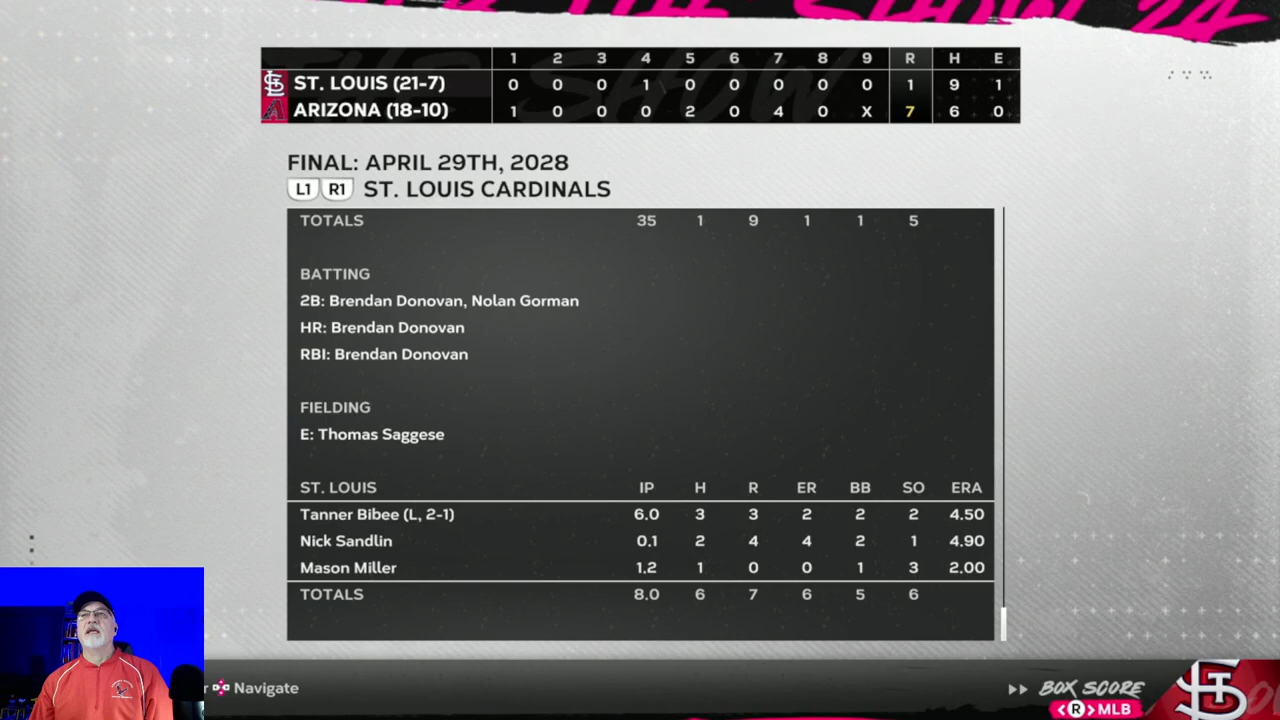 THE SHOW 24
1 2 3 4 5 6 7 8 9 R H E
ST. LOUIS (21-7) 0 0 0 1 0 0 0 0 0 1 9 1
ARIZONA (18-10) 1 0 0 0 2 0 4 0 X 7 6 0
FINAL: APRIL 29TH, 2028
L1 R1 ST. LOUIS CARDINALS
TOTALS 35 1 9 1 1 5
BATTING
2B: Brendan Donovan, Nolan Gorman
HR: Brendan Donovan
RBI: Brendan Donovan
FIELDING
E: Thomas Saggese
ST. LOUIS IP H R ER BB SO ERA
Tanner Bibee (L, 2-1) 6.0 3 3 2 2 2 4.50
Nick Sandlin 0.1 2 4 4 2 1 4.90
Mason Miller 1.2 1 0 0 1 3 2.00
TOTALS 8.0 6 7 6 5 6
Navigate
BOX SCORE
R MLB